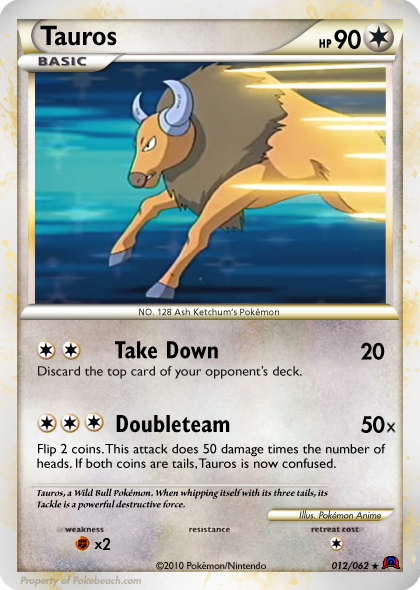 Tauros
HP 90
BASIC
NO. 128 Ash Ketchum's Pokémon
Take Down 20
Discard the top card of your opponent's deck.
Doubleteam 50x
Flip 2 coins. This attack does 50 damage times the number of
heads. If both coins are tails, Tauros is now confused.
Tauros, a Wild Bull Pokémon. When whipping itself with its three tails, its
Tackle is a powerful destructive force.
Illus. Pokémon Anime
weakness resistance retreat cost
x2
©2010 Pokémon/Nintendo 012/062 ★
Property of Pokebeach.com